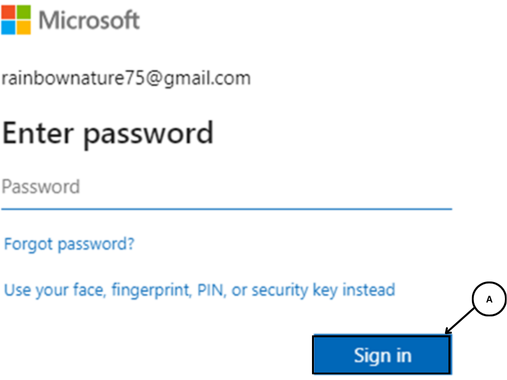 Microsoft
rainbownature75@gmail.com
Enter password
Password
Forgot password?
Use your face, fingerprint, PIN, or security key instead
A
Sign in